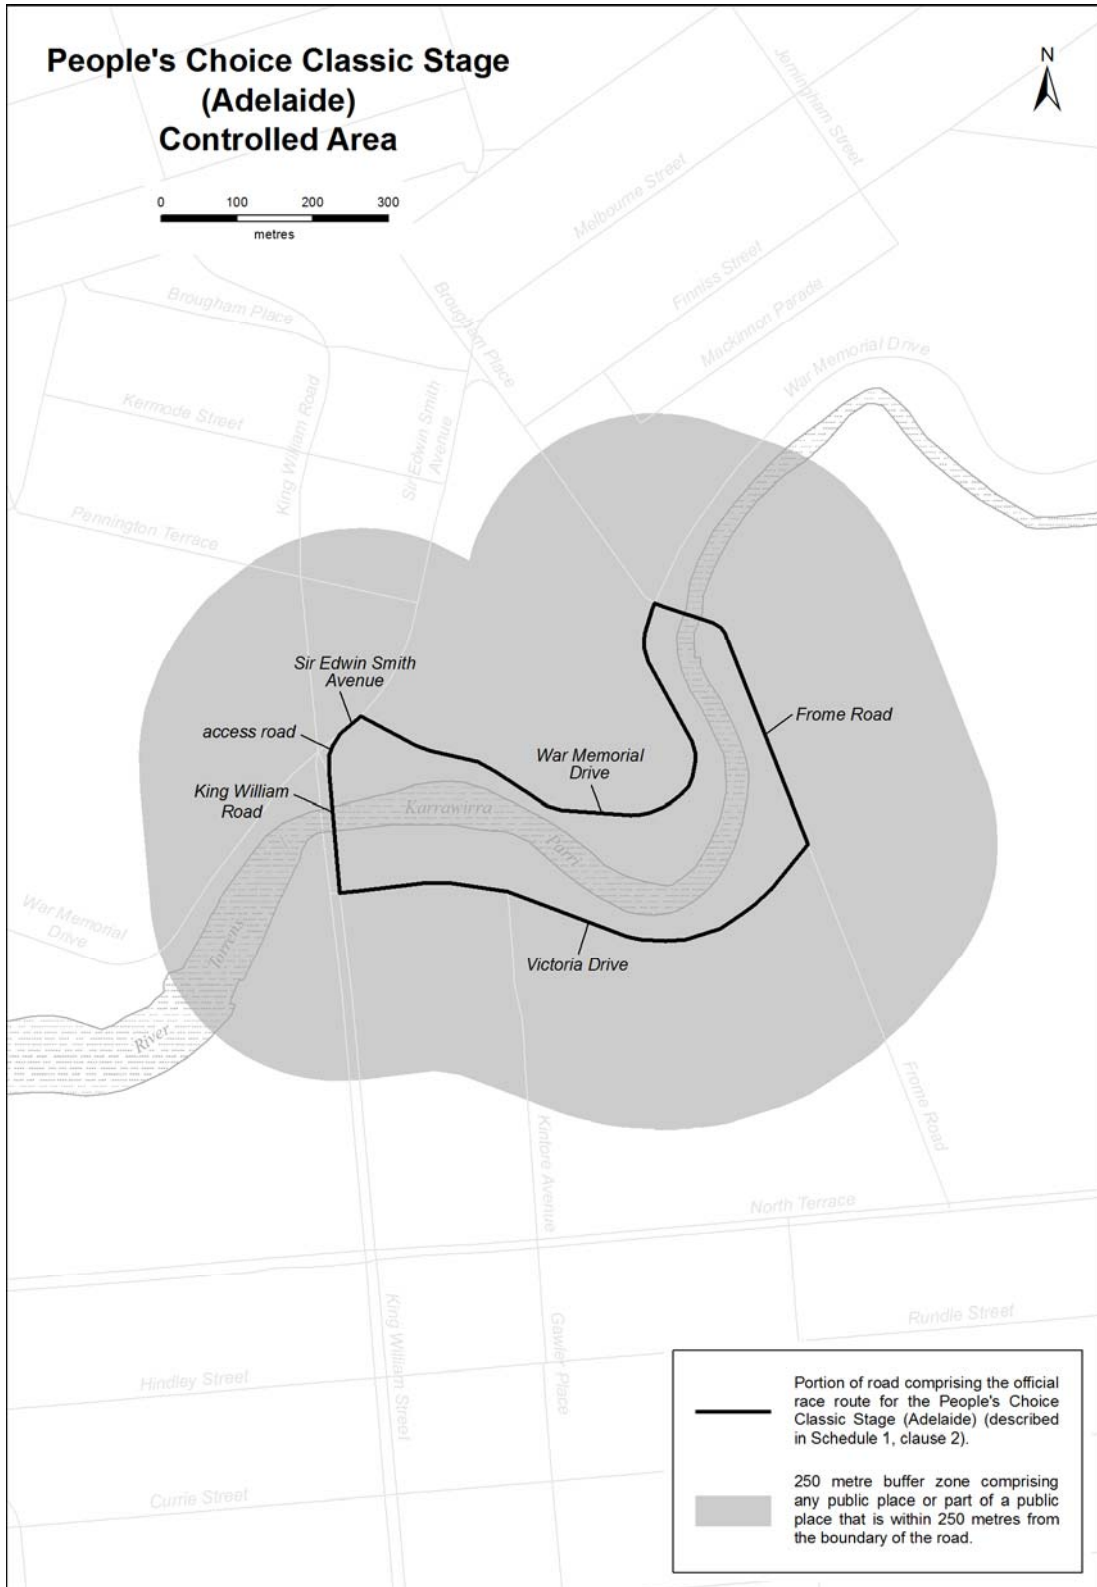 People's Choice Classic Stage
(Adelaide)
Controlled Area
N
0 100 200 300
metres
Jerningham Street
Melbourne Street
Finniss Street
Mackinnon Parade
Brougham Place
Brougham Place
War Memorial Drive
Kermode Street
King William Road
Sir Edwin Smith
Avenue
Pennington Terrace
Sir Edwin Smith
Avenue
access road
King William
Road
War Memorial
Drive
Frome Road
Karrawirra
Parri
War Memorial
Drive
Torrens
River
Victoria Drive
Kintore Avenue
Frome Road
North Terrace
King William Street
Gawler Place
Rundle Street
Hindley Street
Currie Street
Portion of road comprising the official
race route for the People's Choice
Classic Stage (Adelaide) (described
in Schedule 1, clause 2).
250 metre buffer zone comprising
any public place or part of a public
place that is within 250 metres from
the boundary of the road.